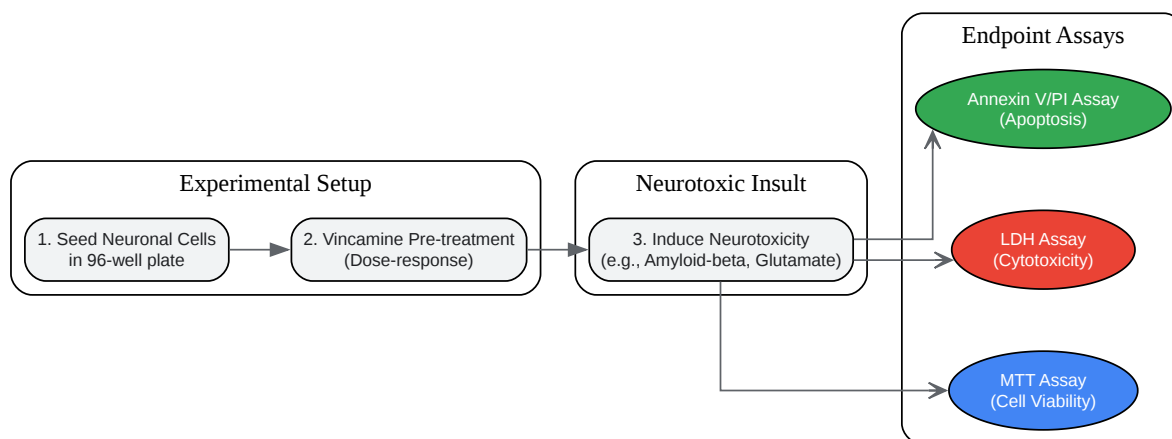 Experimental Setup
1. Seed Neuronal Cells
in 96-well plate
2. Vincamine Pre-treatment
(Dose-response)
Neurotoxic Insult
3. Induce Neurotoxicity
(e.g., Amyloid-beta, Glutamate)
Endpoint Assays
Annexin V/PI Assay
(Apoptosis)
LDH Assay
(Cytotoxicity)
MTT Assay
(Cell Viability)